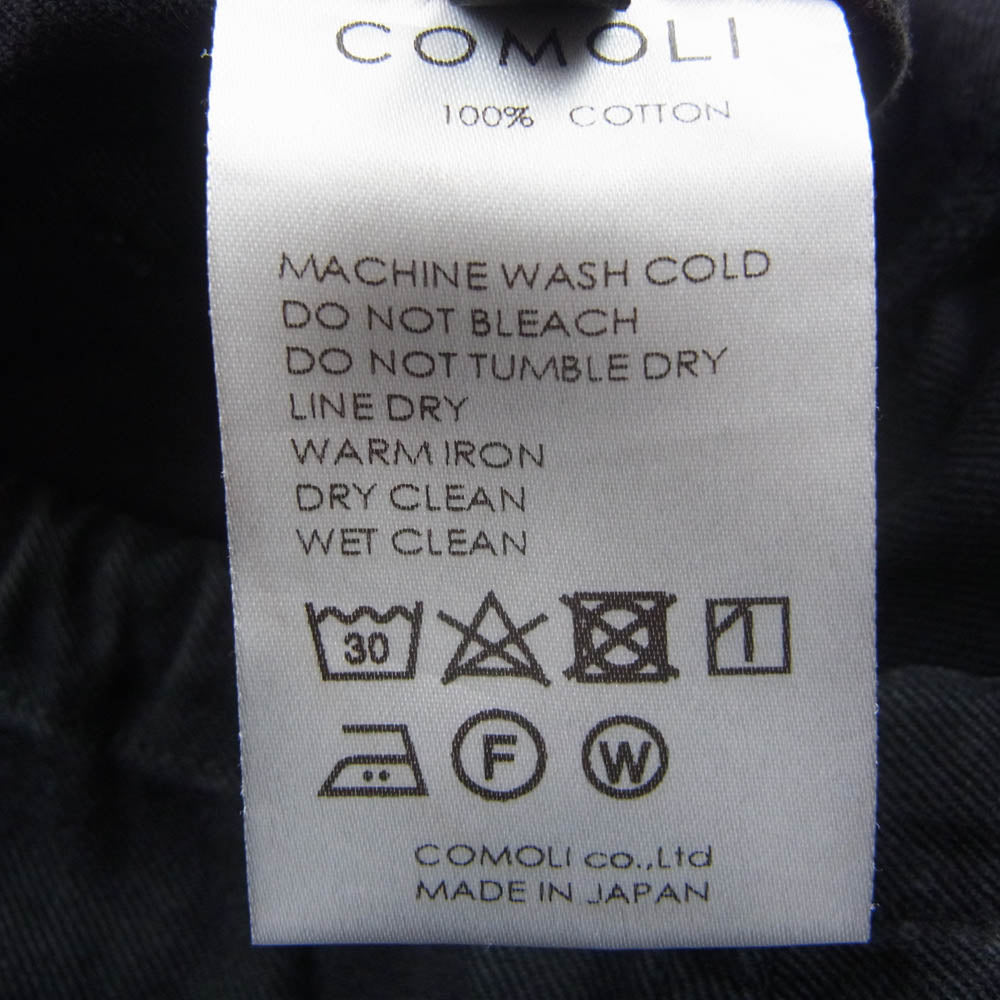 COMOLI
100% COTTON
MACHINE WASH COLD
DO NOT BLEACH
DO NOT TUMBLE DRY
LINE DRY
WARM IRON
DRY CLEAN
WET CLEAN
30
F W
COMOLI co.,Ltd
MADE IN JAPAN